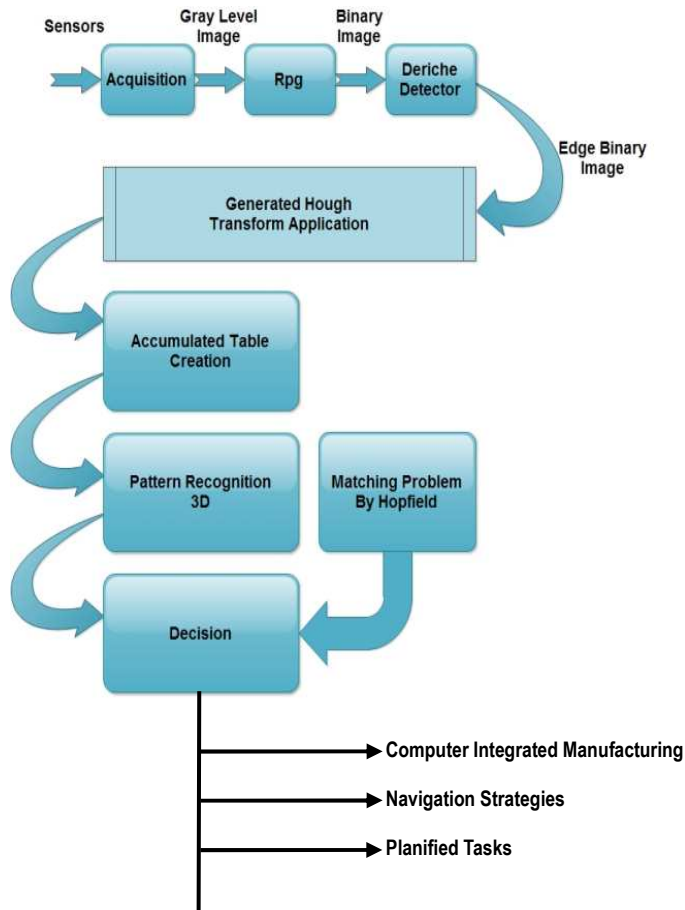 Sensors
Gray Level
Image
Binary
Image
Acquisition
Rpg
Deriche
Detector
Edge Binary
Image
Generated Hough
Transform Application
Accumulated Table
Creation
Pattern Recognition
3D
Matching Problem
By Hopfield
Decision
Computer Integrated Manufacturing
Navigation Strategies
Planified Tasks